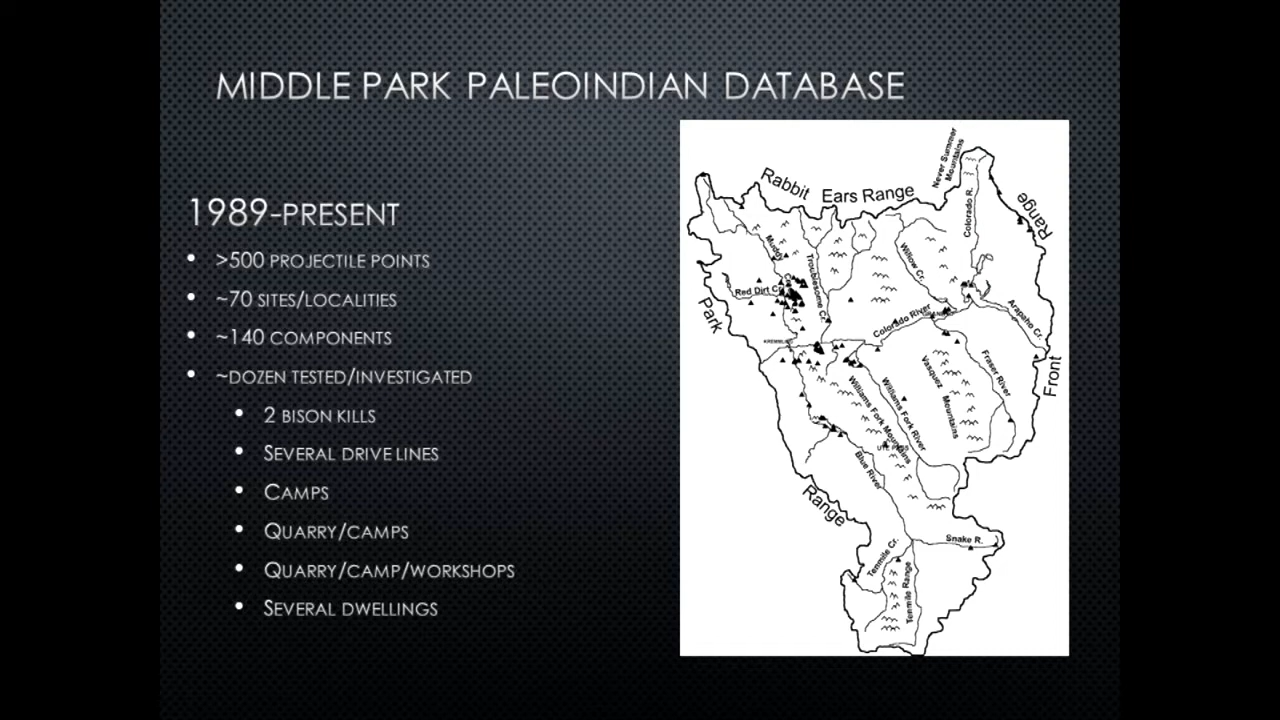 MIDDLE PARK PALEOINDIAN DATABASE
1989-PRESENT
• >500 PROJECTILE POINTS
• ~70 SITES/LOCALITIES
• ~140 COMPONENTS
• ~DOZEN TESTED/INVESTIGATED
• 2 BISON KILLS
• SEVERAL DRIVE LINES
• CAMPS
• QUARRY/CAMPS
• QUARRY/CAMP/WORKSHOPS
• SEVERAL DWELLINGS
Never Summer
Mountains
Rabbit Ears Range
Range
Colorado R.
Muddy
Troublesome Cr.
Willow Cr.
Red Dirt Cr.
Park
Colorado River
Arapaho Cr.
Front
Fraser River
Vasquez Mountains
Williams Fork River
Williams Fork Mountains
Blue River
Range
Snake R.
Tenmile Cr.
Tenmile Range